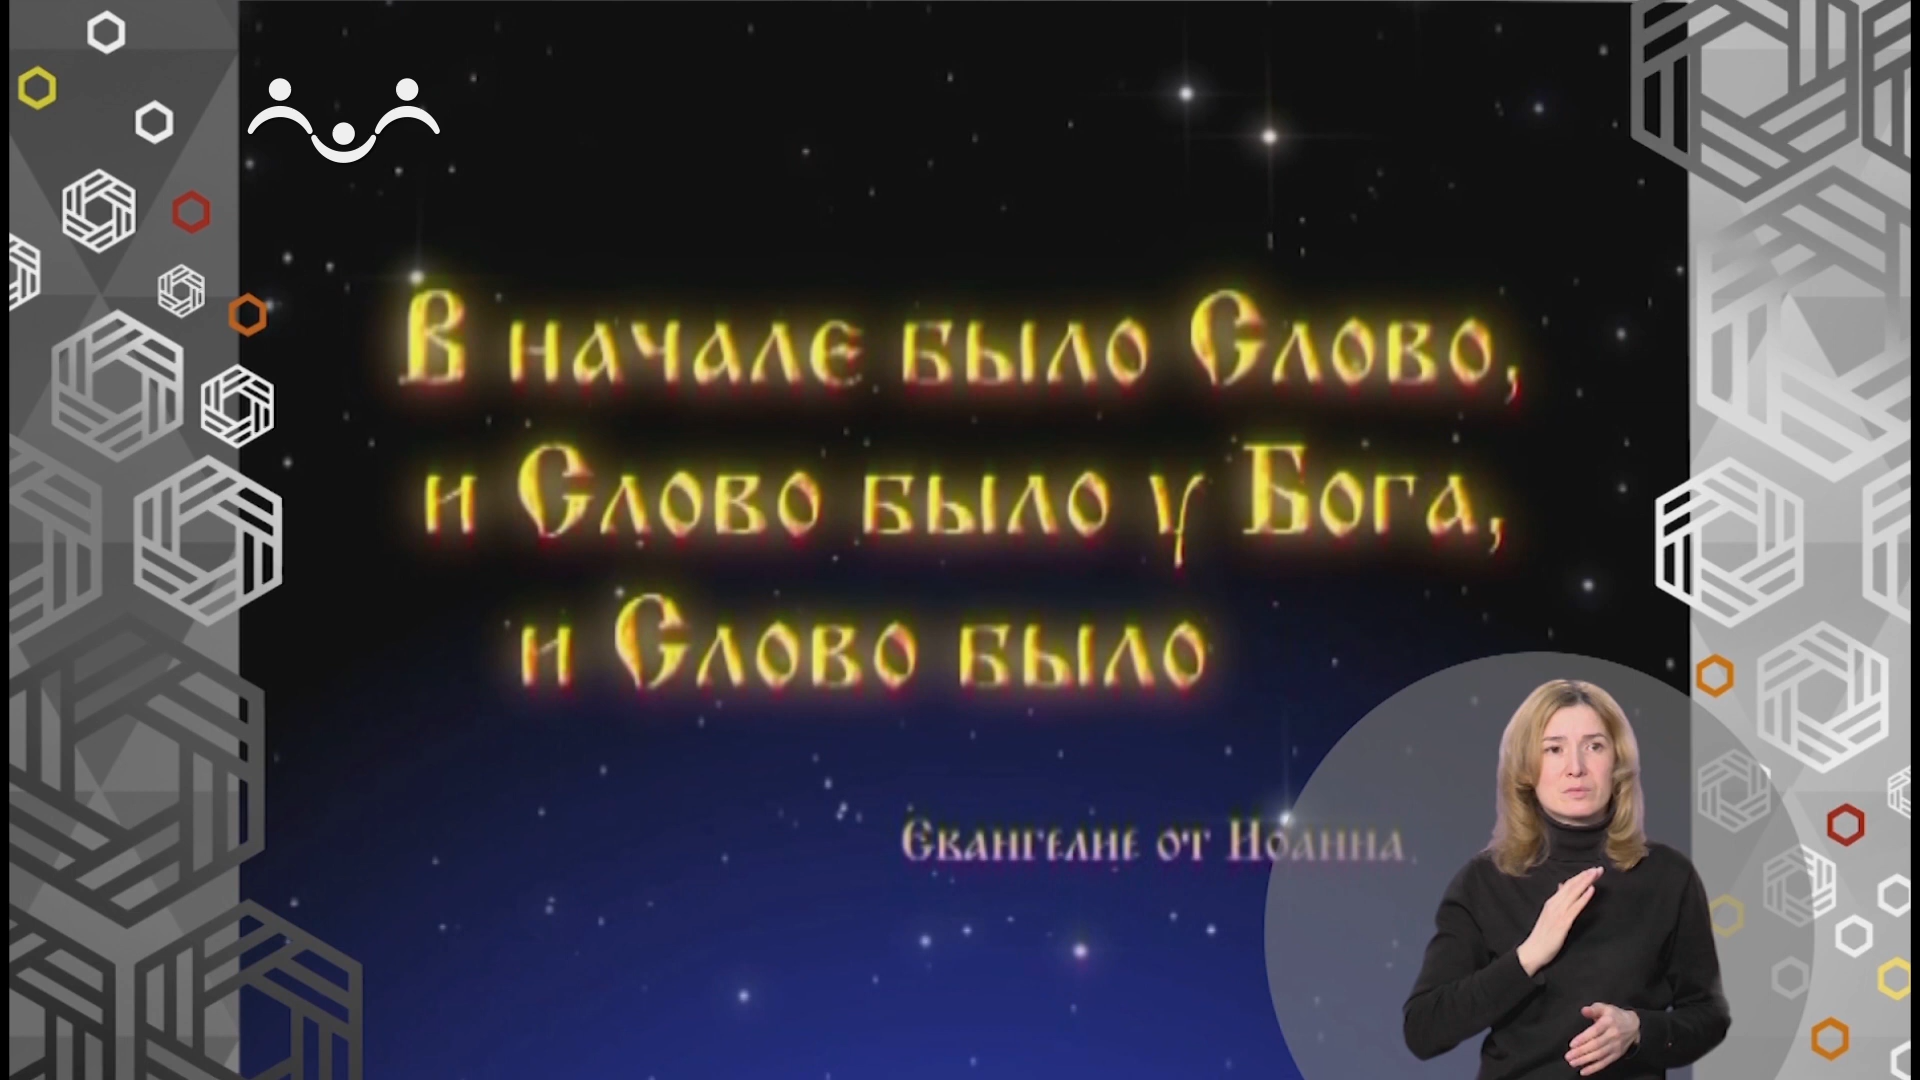 В начале было Слово,
и Слово было у Бога,
и Слово было
Евангелие от Иоанна